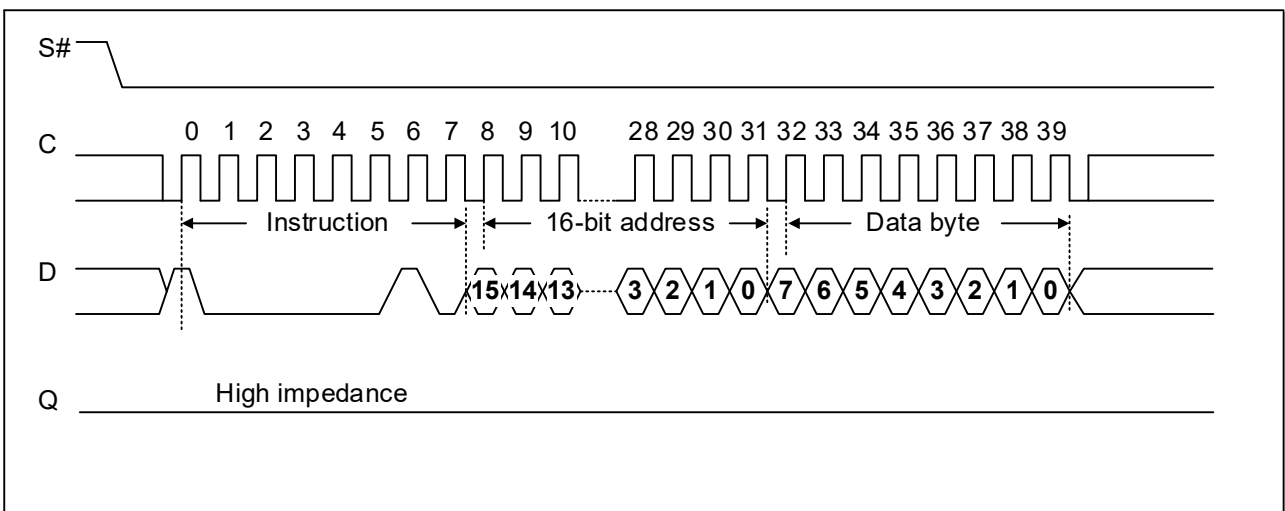 S#
C
0 1 2 3 4 5 6 7 8 9 10 28 29 30 31 32 33 34 35 36 37 38 39
Instruction 16-bit address Data byte
D
15 14 13 3 2 1 0 7 6 5 4 3 2 1 0
Q
High impedance